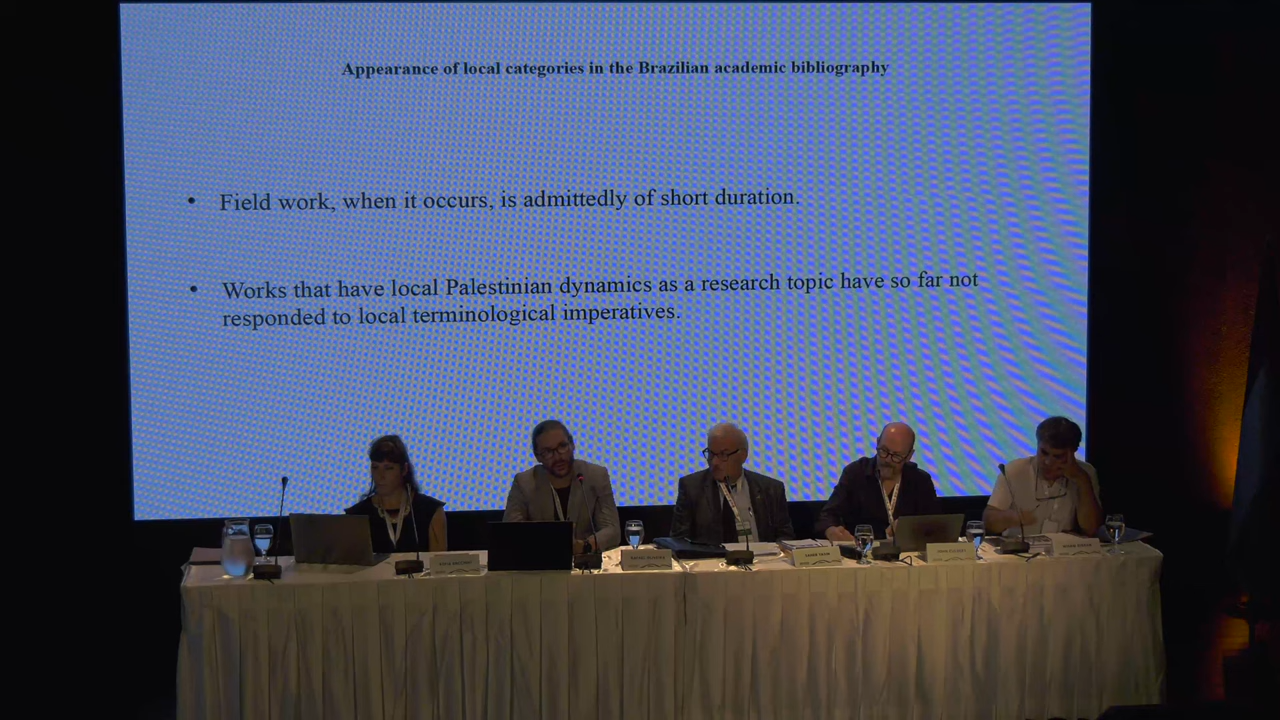 Appearance of local categories in the Brazilian academic bibliography
• Field work, when it occurs, is admittedly of short duration.
• Works that have local Palestinian dynamics as a research topic have so far not
responded to local terminological imperatives.